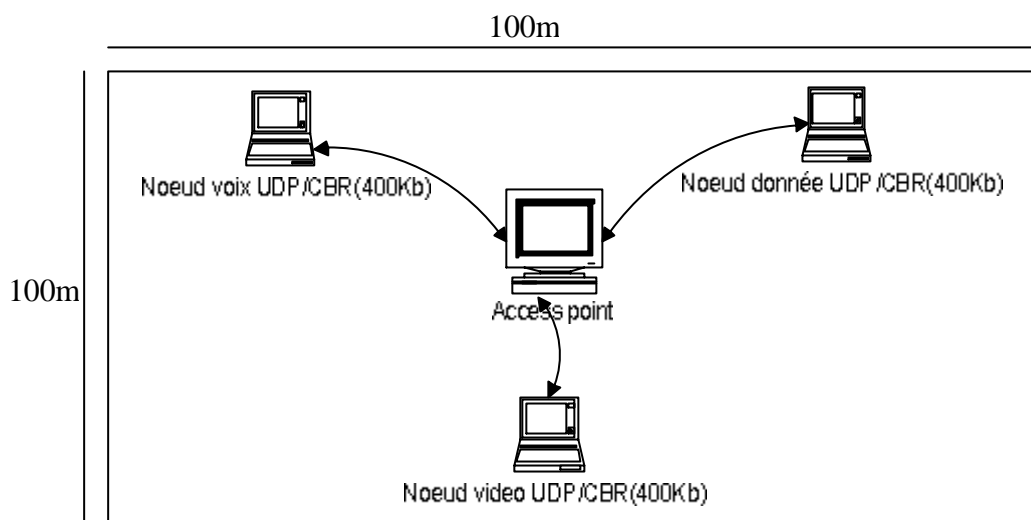 100m
Noeud voix UDP/CBR(400Kb)
Noeud donnée UDP/CBR(400Kb)
100m
Access point
Noeud video UDP/CBR(400Kb)